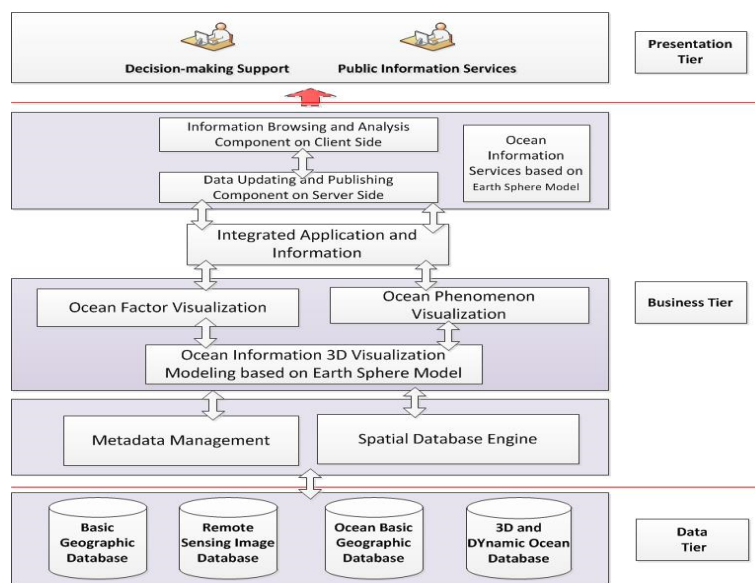 Decision-making Support
Public Information Services
Presentation
Tier
Information Browsing and Analysis
Component on Client Side
Ocean
Information
Services based on
Earth Sphere Model
Data Updating and Publishing
Component on Server Side
Integrated Application and
Information
Ocean Factor Visualization
Ocean Phenomenon
Visualization
Business Tier
Ocean Information 3D Visualization
Modeling based on Earth Sphere Model
Metadata Management
Spatial Database Engine
Basic
Geographic
Database
Remote
Sensing Image
Database
Ocean Basic
Geographic
Database
3D and
DYnamic Ocean
Database
Data
Tier